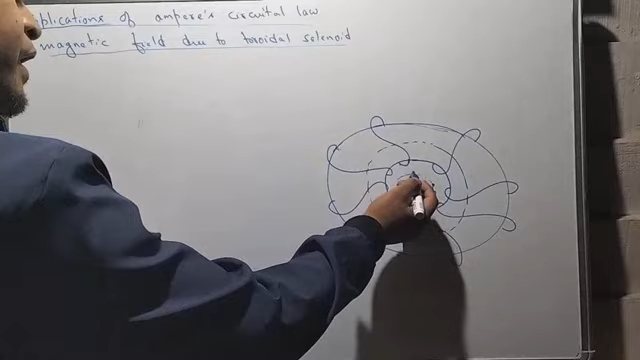 plications of ampere's circuital law
magnetic field due to toroidal solenoid